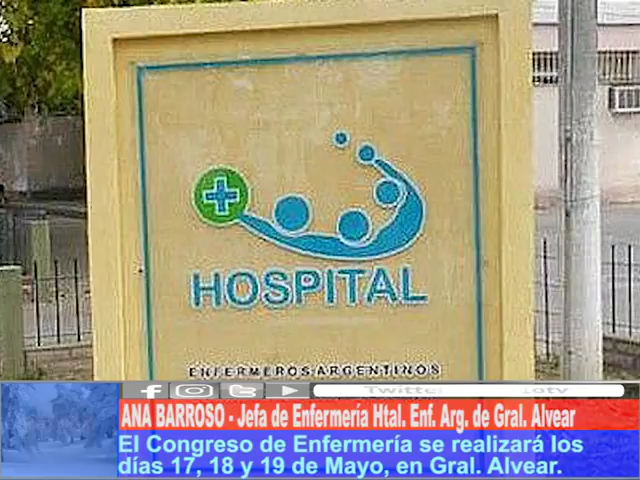 HOSPITAL
ENFERMEROS ARGENTINOS
ANA BARROSO - Jefa de Enfermería Htal. Enf. Arg. de Gral. Alvear
El Congreso de Enfermería se realizará los
días 17, 18 y 19 de Mayo, en Gral. Alvear.